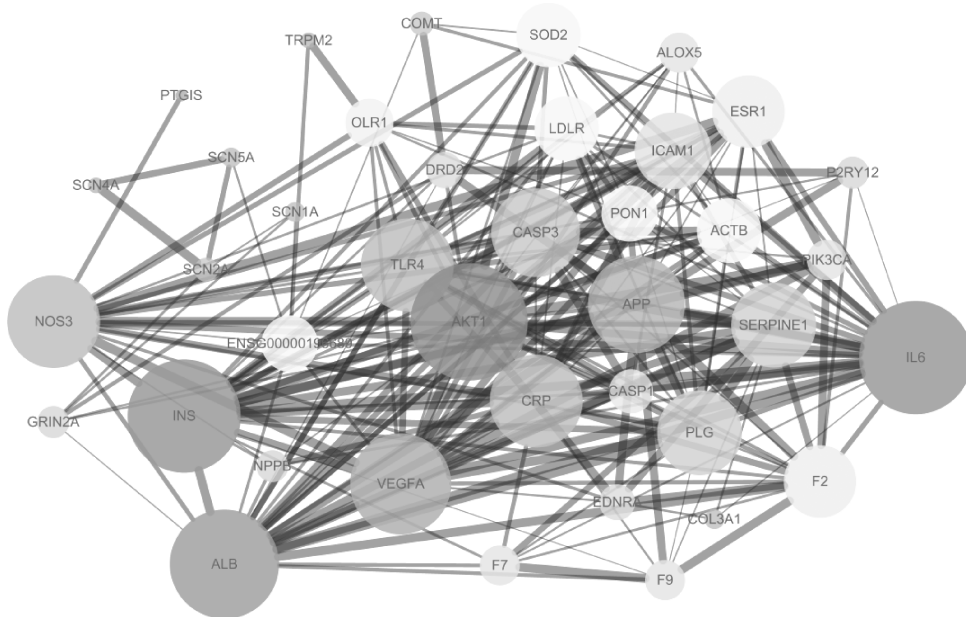 COMT
SOD2
TRPM2
ALOX5
PTGIS
OLR1
LDLR
ESR1
ICAM1
SCN5A
DRD2
P2RY12
SCN4A
SCN1A
PON1
ACTB
CASP3
SCN2A
TLR4
PIK3CA
APP
NOS3
AKT1
SERPINE1
IL6
CASP1
CRP
INS
GRIN2A
PLG
NPPB
VEGFA
F2
EDNRA
COL3A1
ALB
F7
F9